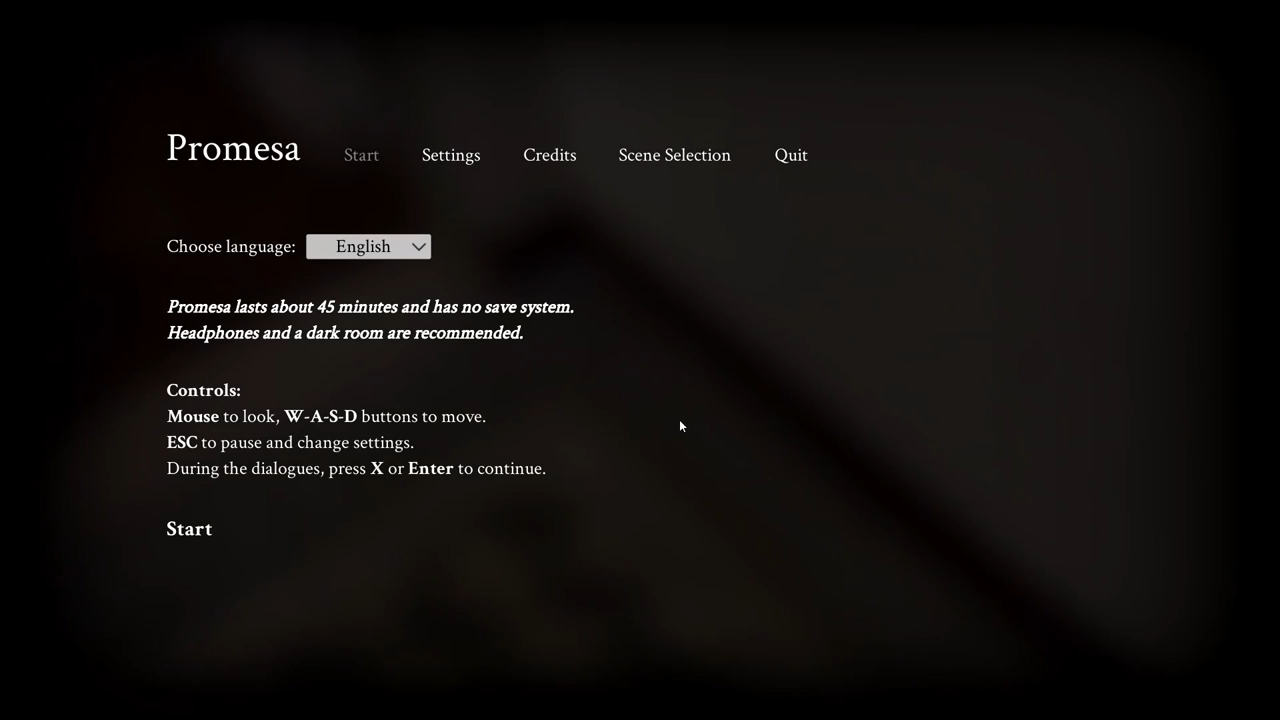 Promesa Start Settings Credits Scene Selection Quit
Choose language: English
Promesa lasts about 45 minutes and has no save system.
Headphones and a dark room are recommended.
Controls:
Mouse to look, W-A-S-D buttons to move.
ESC to pause and change settings.
During the dialogues, press X or Enter to continue.
Start